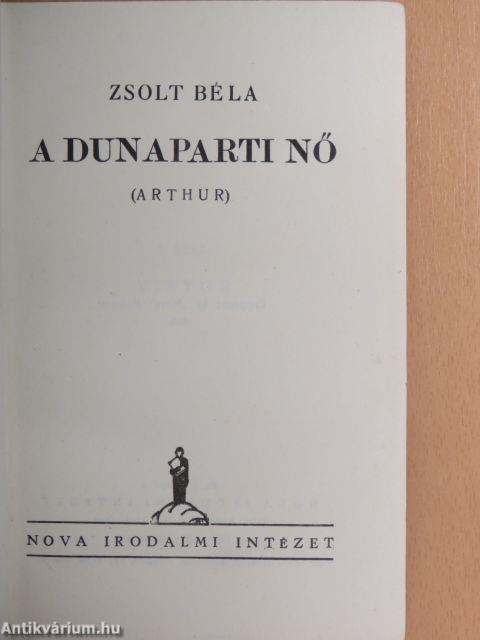 ZSOLT BÉLA
A DUNAPARTI NŐ
(ARTHUR)
NOVA IRODALMI INTÉZET
Antikvárium.hu